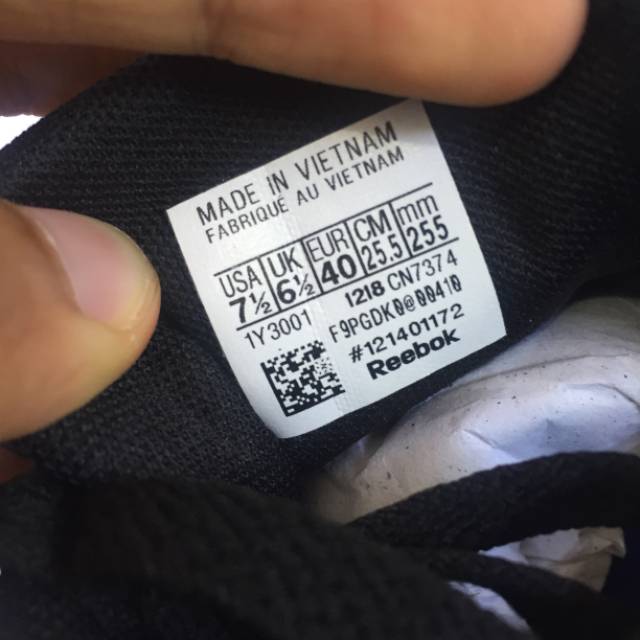 MADE IN VIETNAM
FABRIQUE AU VIETNAM
USA UK EUR CM mm
7½ 6½ 40 25.5 255
1Y3001 1218 CN7374
F9PGDK0@00410
#121401172
Reebok